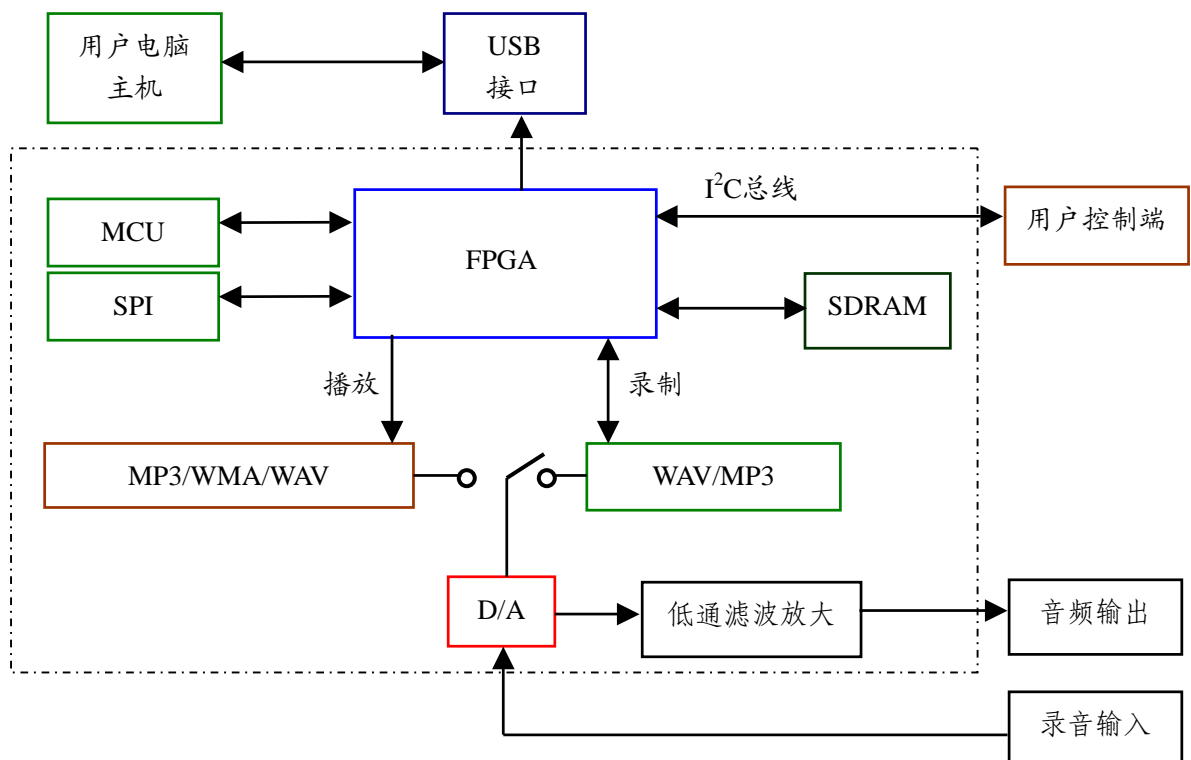 用户电脑
主机
USB
接口
I²C总线
MCU
FPGA
用户控制端
SPI
SDRAM
播放
录制
MP3/WMA/WAV
WAV/MP3
D/A
低通滤波放大
音频输出
录音输入